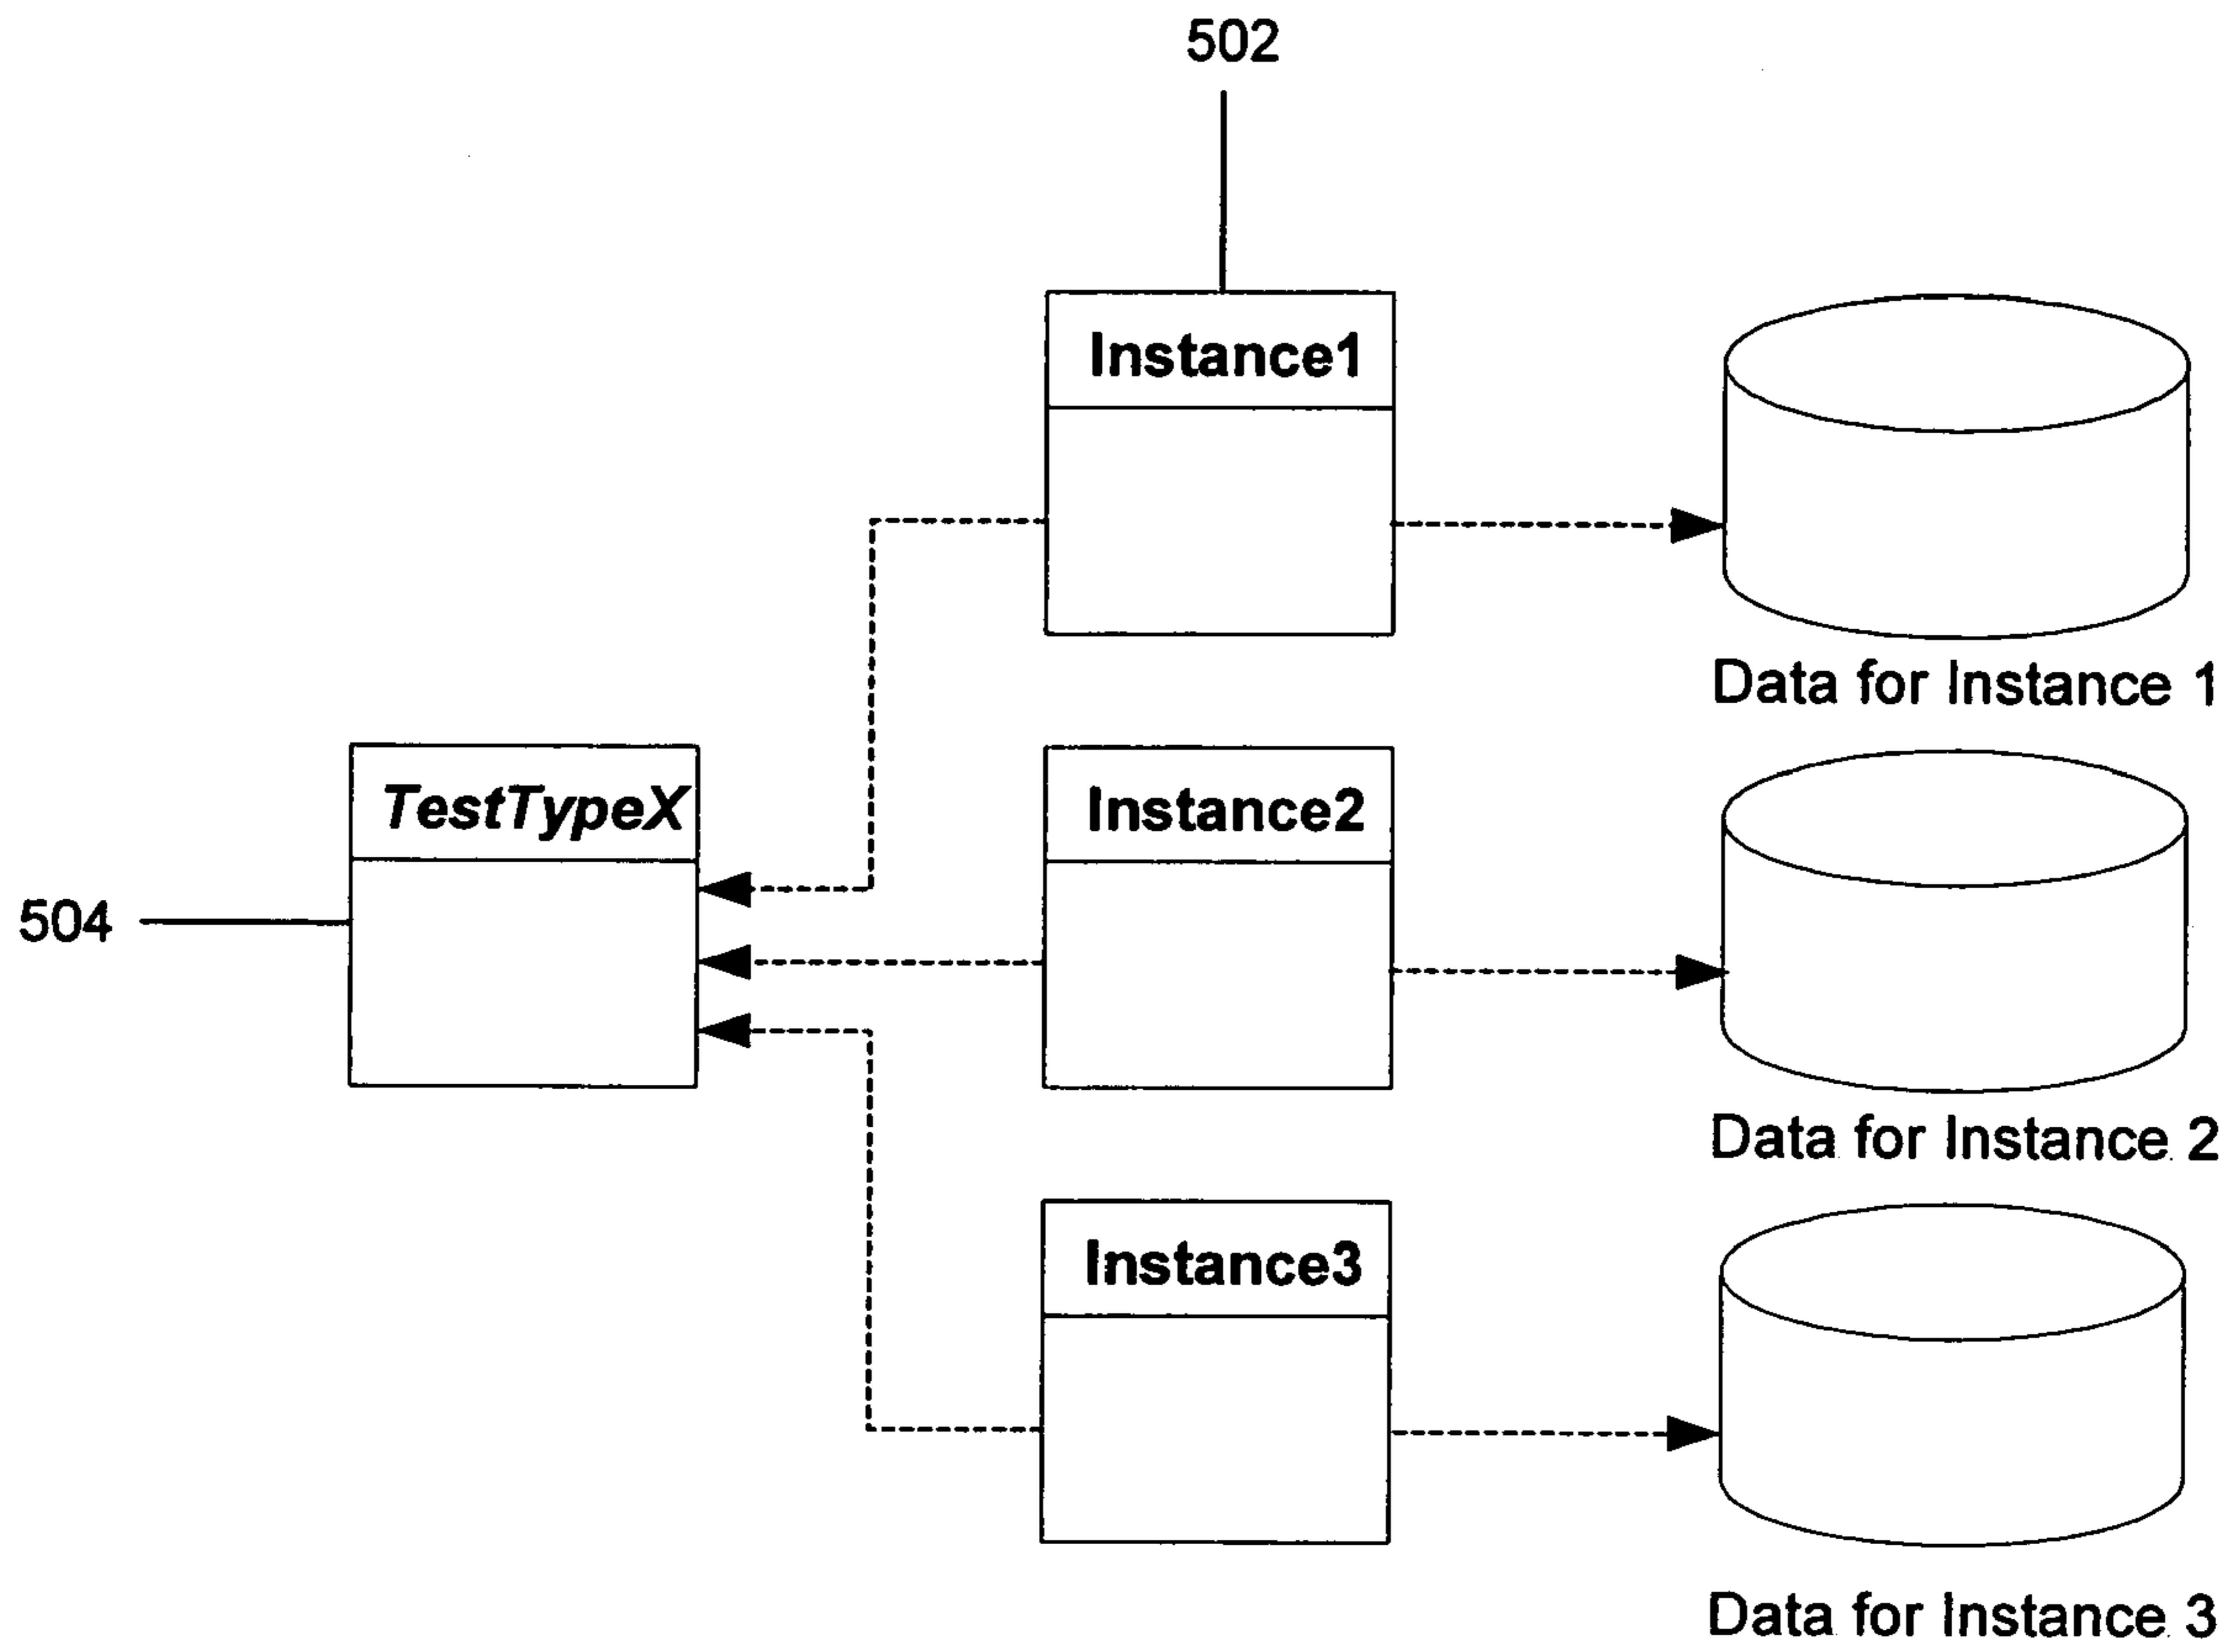 502
Instance1
Data for Instance 1
TestTypeX
Instance2
504
Data for Instance 2
Instance3
Data for Instance 3